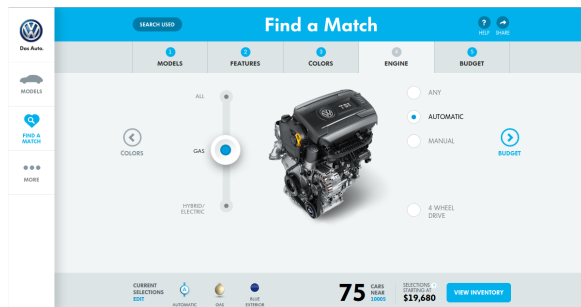 SEARCH USED
Find a Match
?
HELP
SHARE
Das Auto.
1
MODELS
2
FEATURES
3
COLORS
4
ENGINE
5
BUDGET
MODELS
FIND A
MATCH
MORE
COLORS
ALL
GAS
HYBRID/
ELECTRIC
TSI
ANY
AUTOMATIC
MANUAL
4 WHEEL
DRIVE
BUDGET
CURRENT
SELECTIONS
EDIT
A
AUTOMATIC
GAS
BLUE
EXTERIOR
75
CARS
NEAR
10005
SELECTIONS
STARTING AT
$19,680
VIEW INVENTORY